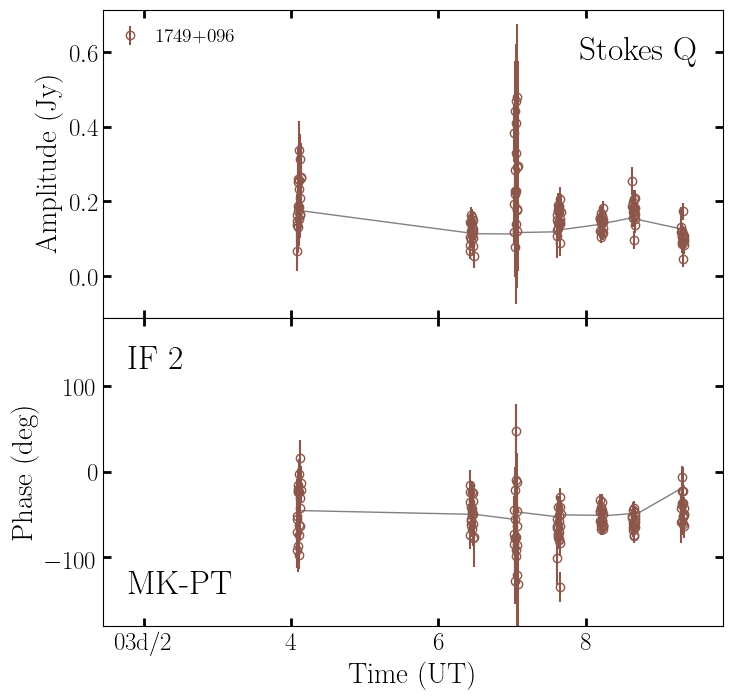 1749+096
Stokes Q
Amplitude (Jy)
0.6
0.4
0.2
0.0
IF 2
Phase (deg)
100
0
−100
MK-PT
03d/2 4 6 8
Time (UT)